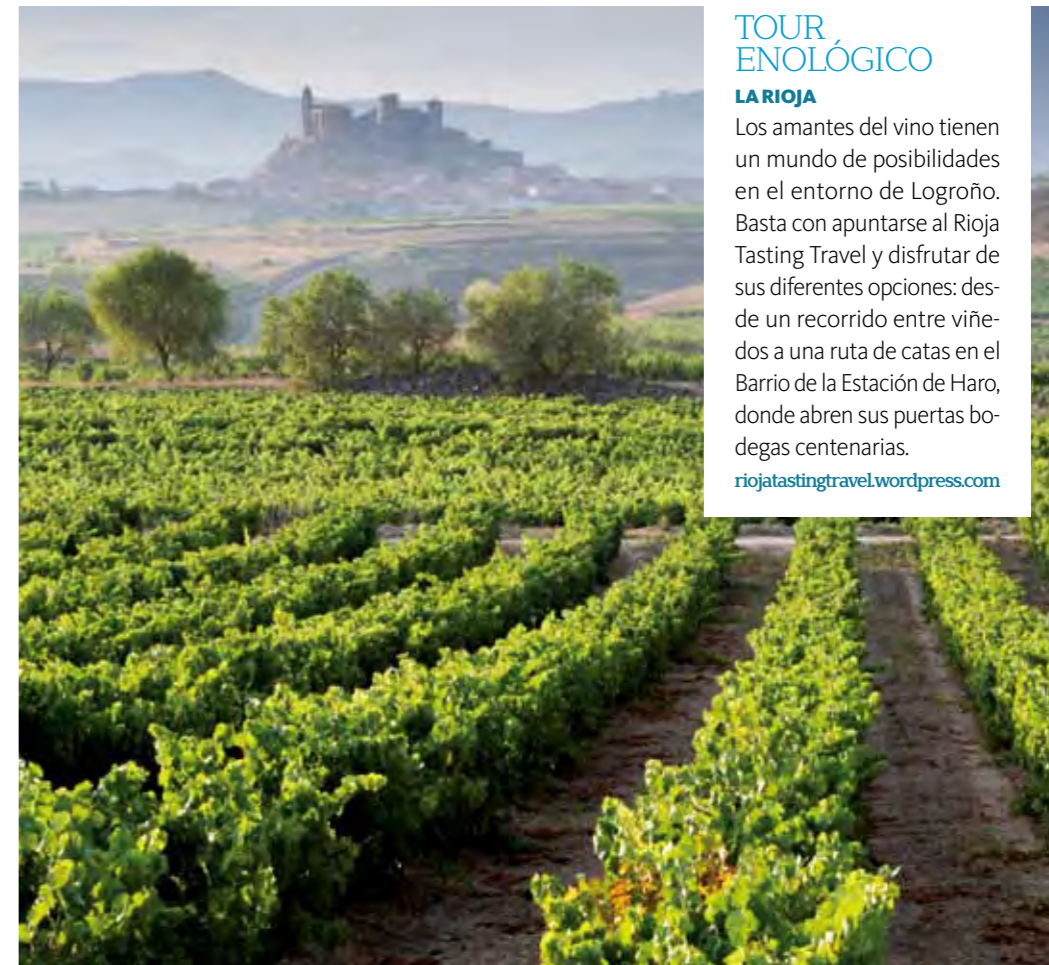 TOUR
ENOLÓGICO
LA RIOJA
Los amantes del vino tienen
un mundo de posibilidades
en el entorno de Logroño.
Basta con apuntarse al Rioja
Tasting Travel y disfrutar de
sus diferentes opciones: des-
de un recorrido entre viñe-
dos a una ruta de catas en el
Barrio de la Estación de Haro,
donde abren sus puertas bo-
degas centenarias.
riojatastingtravel.wordpress.com